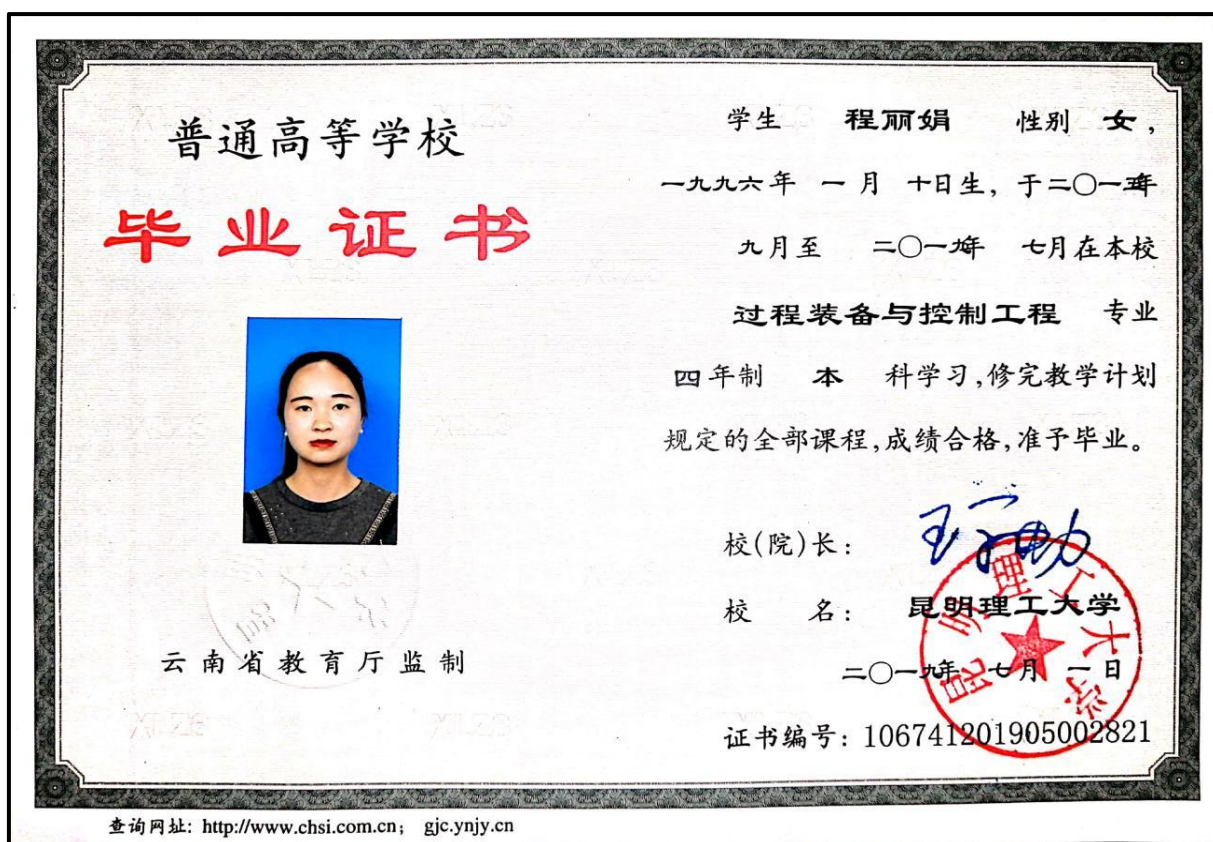 普通高等学校
毕业证书
云南省教育厅监制
学生 程丽娟 性别 女，
一九九六年 一月 十日生，于二〇一五年
九月至 二〇一九年 七月在本校
过程装备与控制工程 专业
四年制 本 科学习，修完教学计划
规定的全部课程，成绩合格，准予毕业。
校(院)长：
校 名： 昆明理工大学
昆明理工大学
二〇一九年 七月 一日
证书编号：106741201905002821
查询网址: http://www.chsi.com.cn; gjc.ynjy.cn